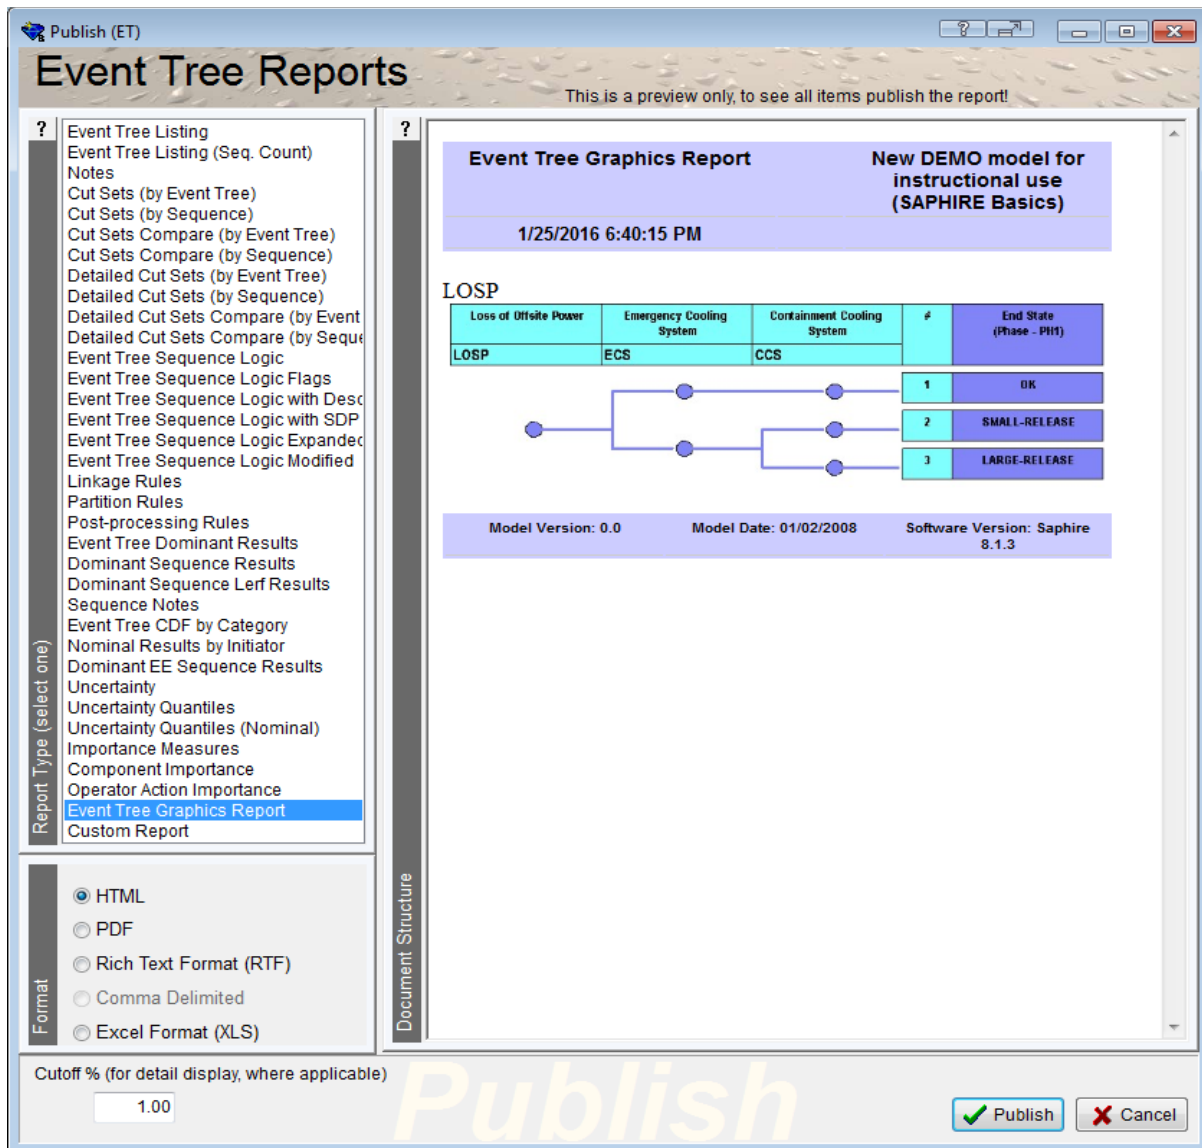 Publish (ET)
Event Tree Reports
This is a preview only, to see all items publish the report!
?
Event Tree Listing
Event Tree Listing (Seq. Count)
Notes
Cut Sets (by Event Tree)
Cut Sets (by Sequence)
Cut Sets Compare (by Event Tree)
Cut Sets Compare (by Sequence)
Detailed Cut Sets (by Event Tree)
Detailed Cut Sets (by Sequence)
Detailed Cut Sets Compare (by Event
Detailed Cut Sets Compare (by Seque
Event Tree Sequence Logic
Event Tree Sequence Logic Flags
Event Tree Sequence Logic with Desc
Event Tree Sequence Logic with SDP
Event Tree Sequence Logic Expanded
Event Tree Sequence Logic Modified
Linkage Rules
Partition Rules
Post-processing Rules
Event Tree Dominant Results
Dominant Sequence Results
Dominant Sequence Lerf Results
Sequence Notes
Event Tree CDF by Category
Nominal Results by Initiator
Dominant EE Sequence Results
Uncertainty
Uncertainty Quantiles
Uncertainty Quantiles (Nominal)
Importance Measures
Component Importance
Operator Action Importance
Event Tree Graphics Report
Custom Report
Report Type (select one)
Format
HTML
PDF
Rich Text Format (RTF)
Comma Delimited
Excel Format (XLS)
?
Document Structure
Event Tree Graphics Report
New DEMO model for
instructional use
(SAPHIRE Basics)
1/25/2016 6:40:15 PM
LOSP
Loss of Offsite Power
Emergency Cooling
System
Containment Cooling
System
#
End State
(Phase - PH1)
LOSP
ECS
CCS
1 OK
2 SMALL-RELEASE
3 LARGE-RELEASE
Model Version: 0.0
Model Date: 01/02/2008
Software Version: Saphire
8.1.3
Cutoff % (for detail display, where applicable)
1.00
Publish
Publish
Cancel